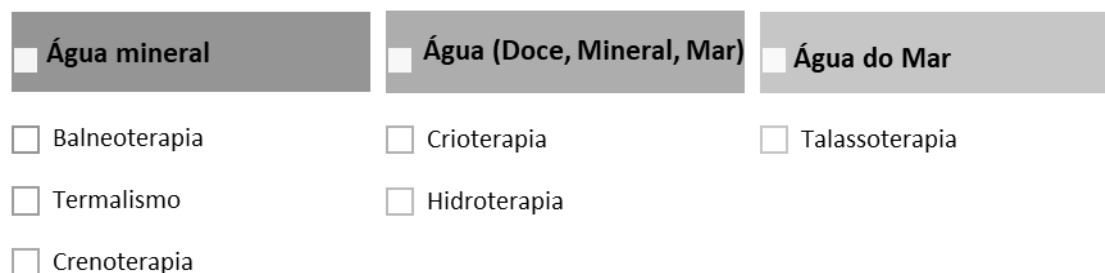 Água mineral
Balneoterapia
Termalismo
Crenoterapia
Água (Doce, Mineral, Mar)
Crioterapia
Hidroterapia
Água do Mar
Talassoterapia